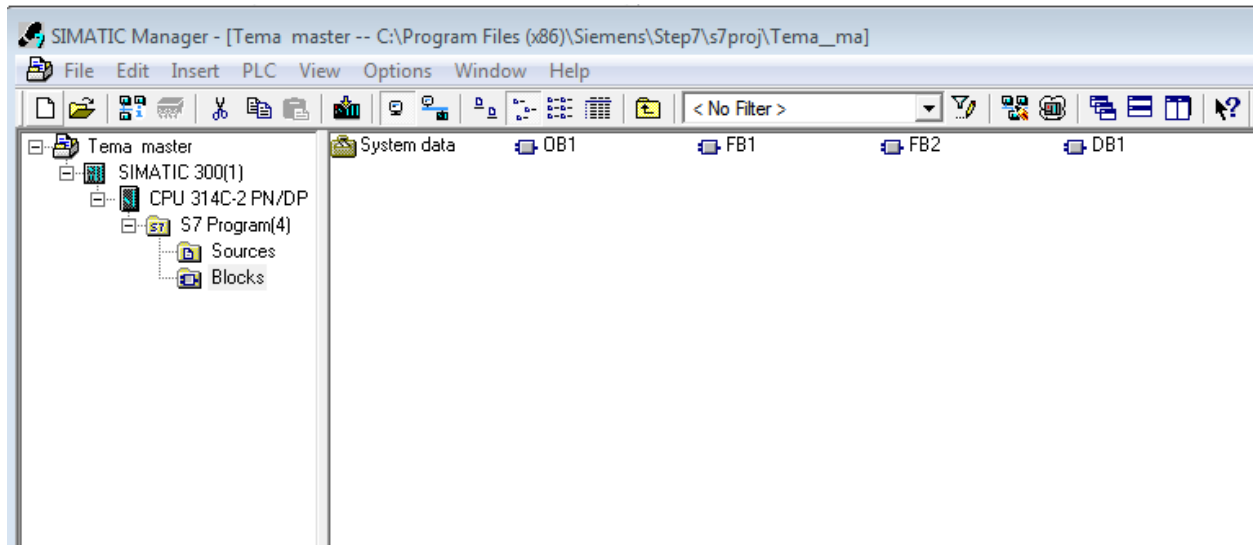 SIMATIC Manager - [Tema master -- C:\Program Files (x86)\Siemens\Step7\s7proj\Tema__ma]
File Edit Insert PLC View Options Window Help
< No Filter >
Tema master
SIMATIC 300(1)
CPU 314C-2 PN/DP
S7 S7 Program(4)
Sources
Blocks
System data OB1 FB1 FB2 DB1